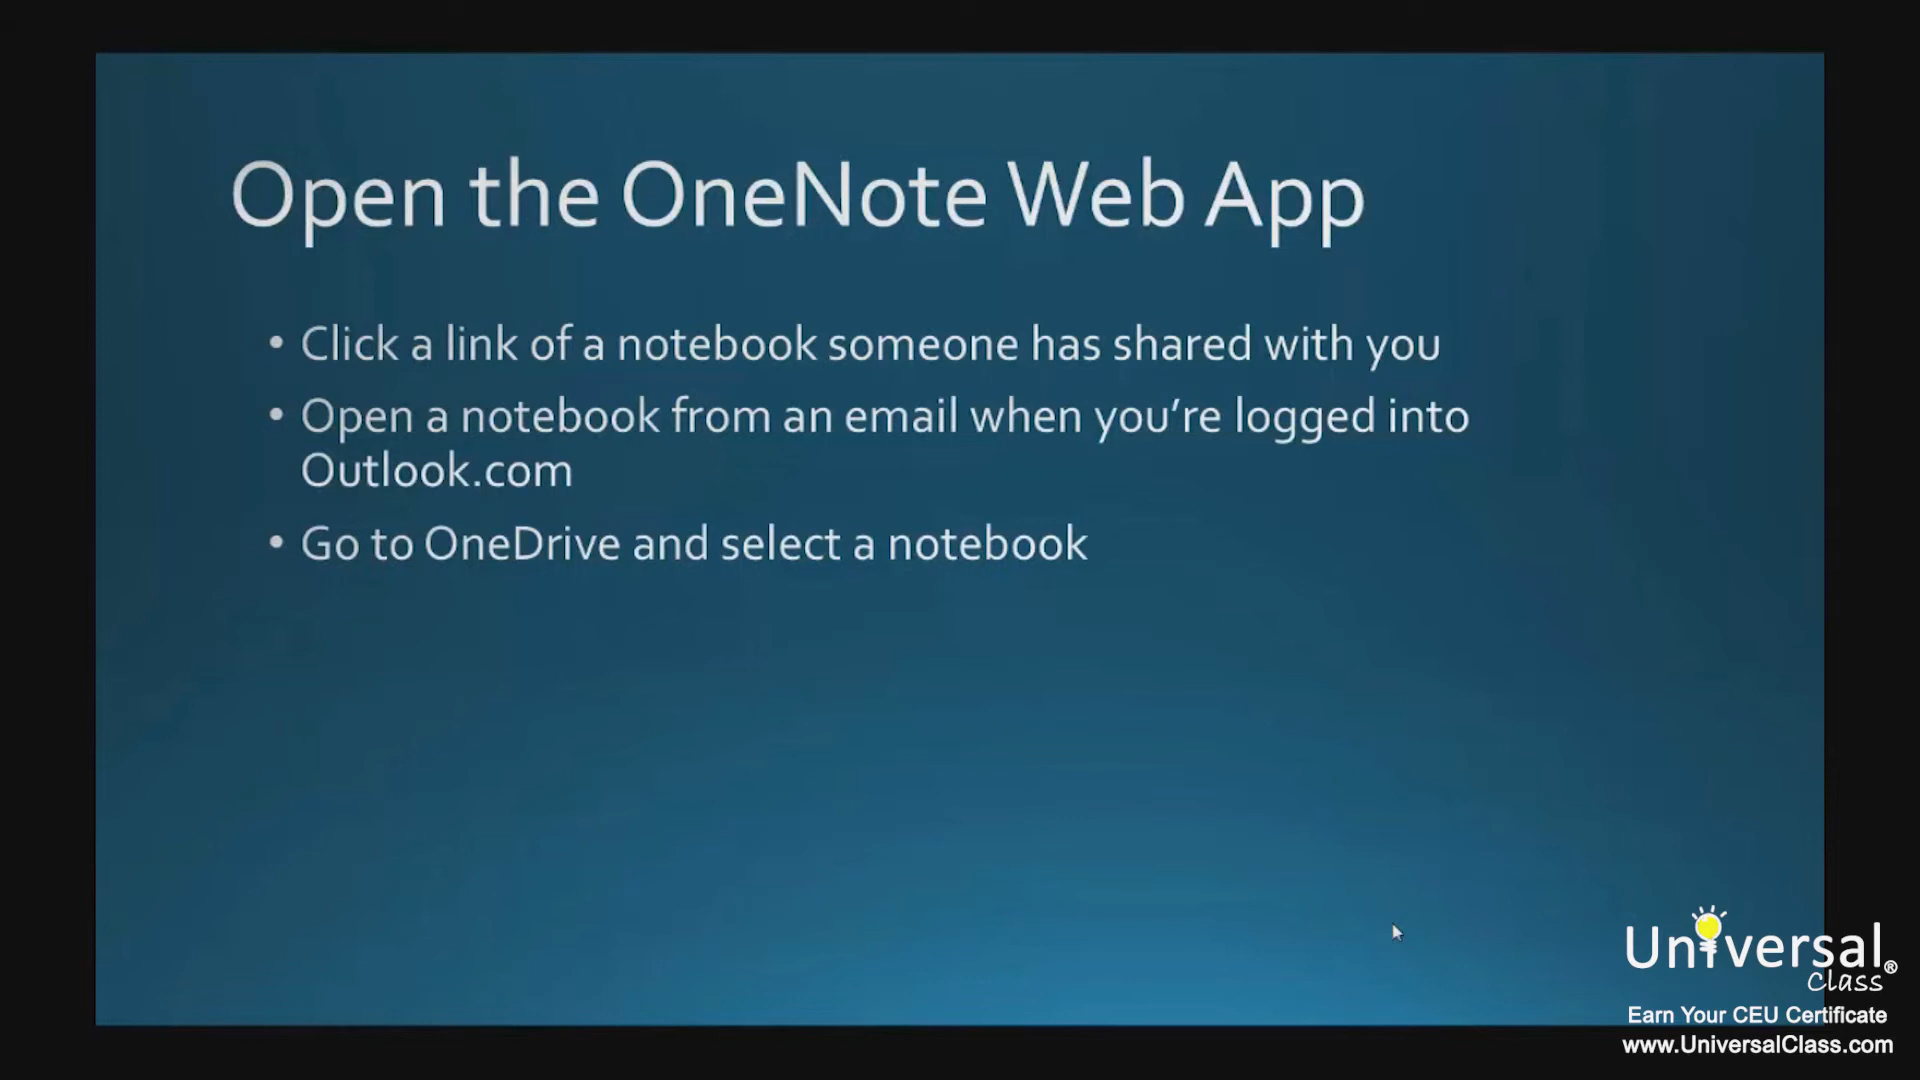 Open the OneNote Web App
• Click a link of a notebook someone has shared with you
• Open a notebook from an email when you’re logged into
Outlook.com
• Go to OneDrive and select a notebook
Universal®
Class
Earn Your CEU Certificate
www.UniversalClass.com